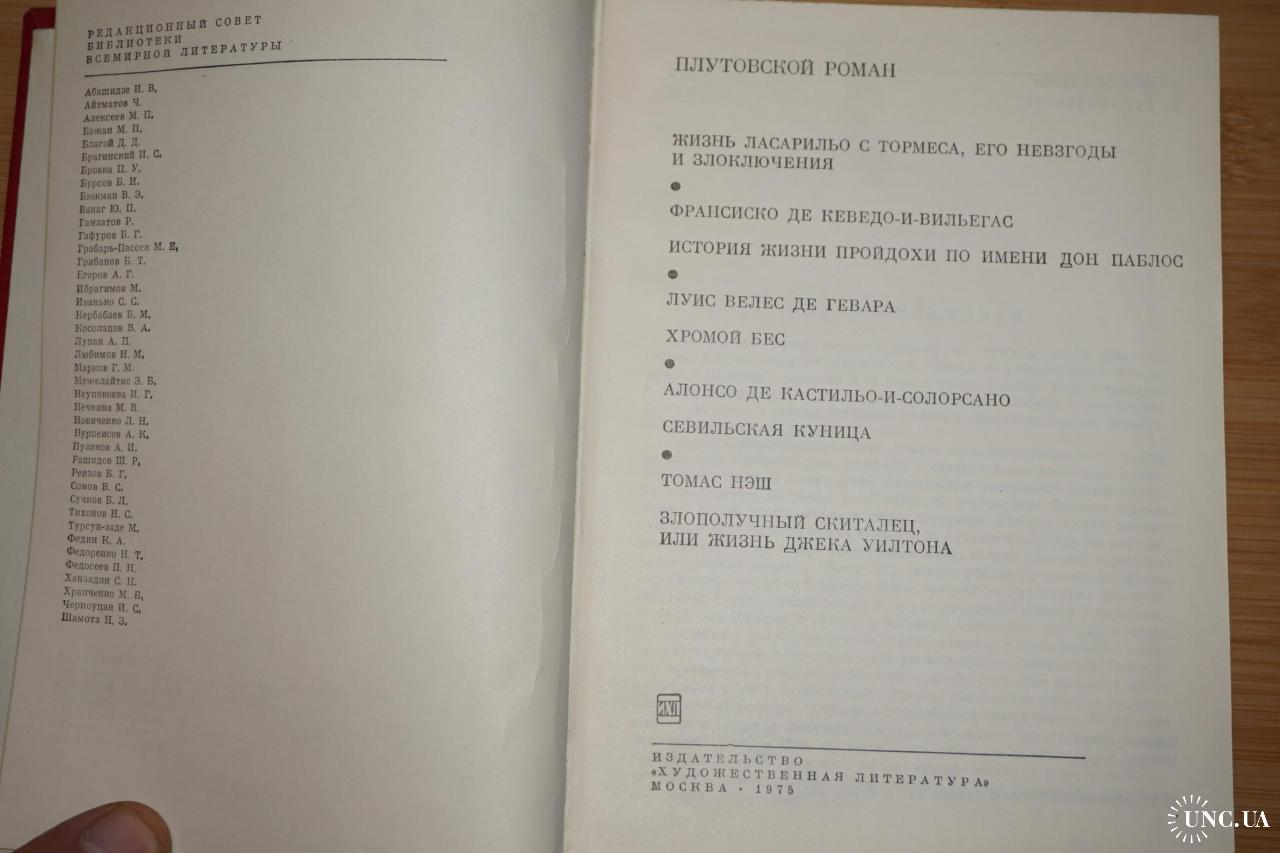 РЕДАКЦИОННЫЙ СОВЕТ
БИБЛИОТЕКИ
ВСЕМИРНОЙ ЛИТЕРАТУРЫ
Абашидзе И. В.
Айтматов Ч.
Алексеев М. П.
Бажан М. П.
Благой Д. Д.
Брагинский И. С.
Бровка П. У.
Бурсов Б. И.
Бээкман В. Э.
Ванаг Ю. П.
Гамзатов Р.
Гафуров Б. Г.
Грабарь-Пассек М. Е.
Грибанов Б. Т.
Егоров А. Г.
Ибрагимов М.
Иванько С. С.
Кербабаев Б. М.
Косолапов В. А.
Лупан А. П.
Любимов Н. М.
Марков Г. М.
Межелайтис Э. Б.
Неупокоева И. Г.
Нечкина М. В.
Новиченко Л. Н.
Нурпеисов А. К.
Пузиков А. И.
Рашидов Ш. Р.
Реизов Б. Г.
Сомов В. С.
Сучков Б. Л.
Тихонов Н. С.
Турсун-заде М.
Федин К. А.
Федоренко Н. Т.
Федосеев П. Н.
Ханзадян С. Н.
Храпченко М. Б.
Черноуцан И. С.
Шамота Н. З.
ПЛУТОВСКОЙ РОМАН
ЖИЗНЬ ЛАСАРИЛЬО С ТОРМЕСА, ЕГО НЕВЗГОДЫ
И ЗЛОКЛЮЧЕНИЯ
ФРАНСИСКО ДЕ КЕВЕДО-И-ВИЛЬЕГАС
ИСТОРИЯ ЖИЗНИ ПРОЙДОХИ ПО ИМЕНИ ДОН ПАБЛОС
ЛУИС ВЕЛЕС ДЕ ГЕВАРА
ХРОМОЙ БЕС
АЛОНСО ДЕ КАСТИЛЬО-И-СОЛОРСАНО
СЕВИЛЬСКАЯ КУНИЦА
ТОМАС НЭШ
ЗЛОПОЛУЧНЫЙ СКИТАЛЕЦ,
ИЛИ ЖИЗНЬ ДЖЕКА УИЛТОНА
ИХЛ
ИЗДАТЕЛЬСТВО
«ХУДОЖЕСТВЕННАЯ ЛИТЕРАТУРА»
МОСКВА · 1975
UNC.UA